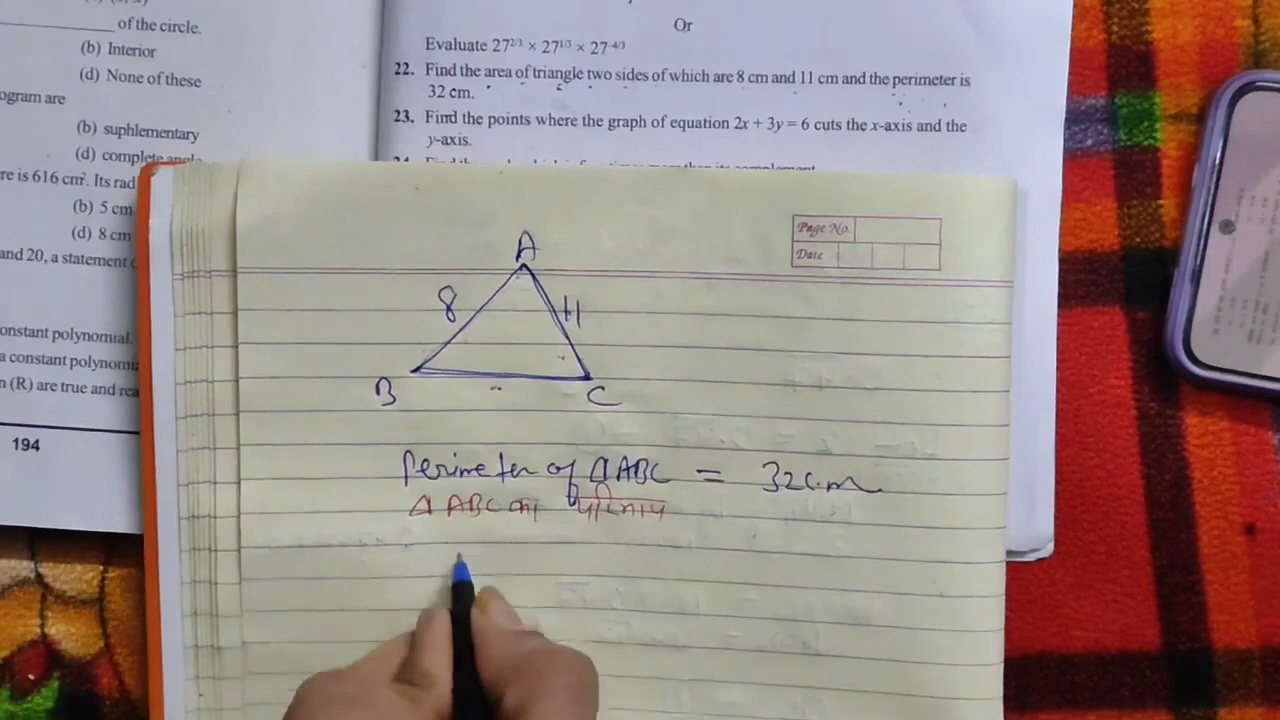 of the circle.
(b) Interior
(d) None of these
ogram are
(b) suphlementary
(d) complete angle
re is 616 cm². Its rad
(b) 5 cm
(d) 8 cm
and 20, a statement
onstant polynomial.
a constant polynomia
n (R) are true and rea
194
Or
Evaluate 27^2/3 × 27^1/3 × 27^-4/3
22. Find the area of triangle two sides of which are 8 cm and 11 cm and the perimeter is
32 cm.
23. Find the points where the graph of equation 2x + 3y = 6 cuts the x-axis and the
y-axis.
Page No.
Date
A
8 11
B C
Perimeter of ΔABC = 32cm
Δ ABC का परिमाप